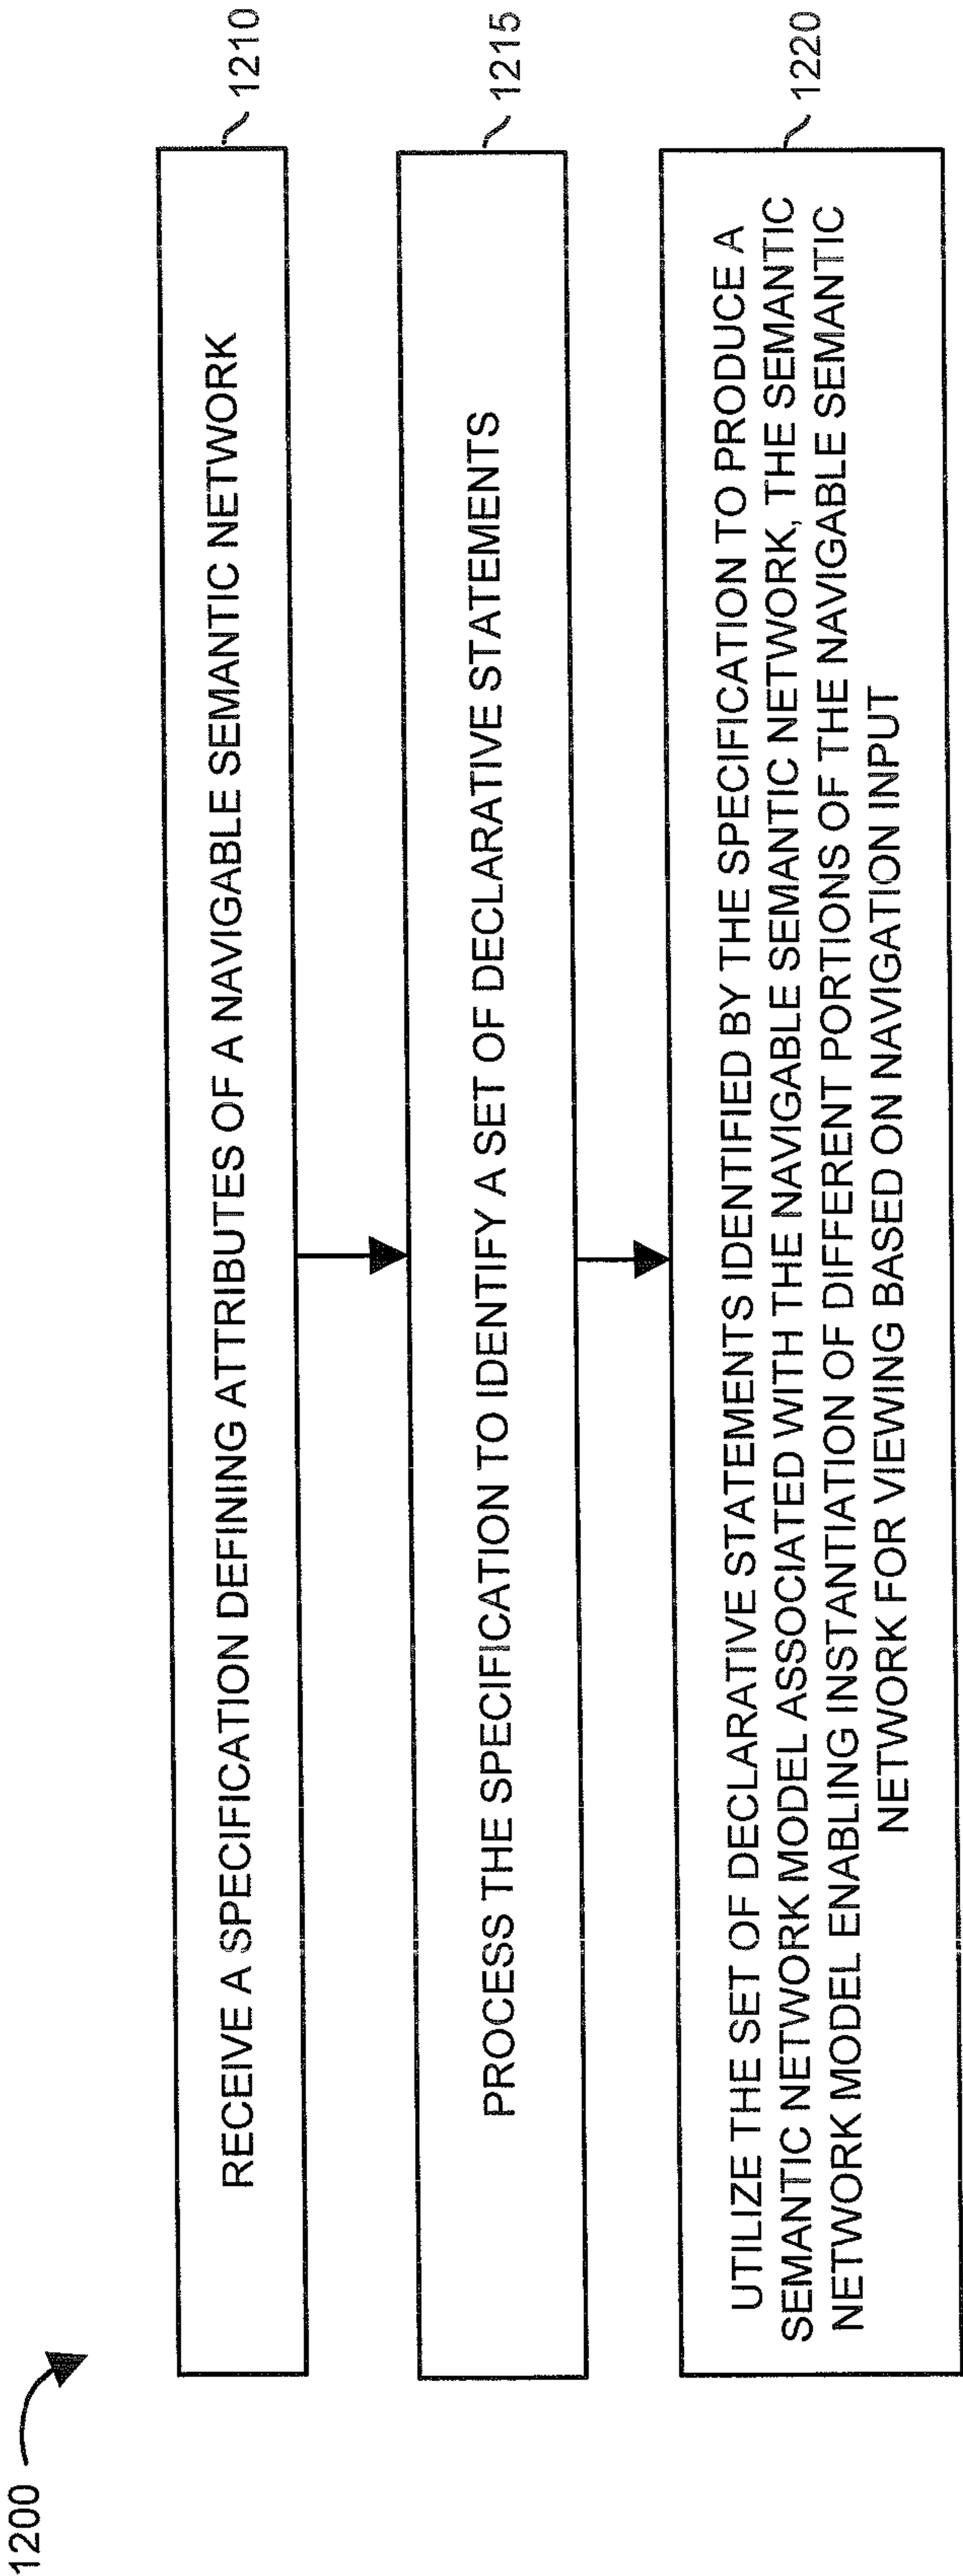 1200
RECEIVE A SPECIFICATION DEFINING ATTRIBUTES OF A NAVIGABLE SEMANTIC NETWORK
1210
PROCESS THE SPECIFICATION TO IDENTIFY A SET OF DECLARATIVE STATEMENTS
1215
UTILIZE THE SET OF DECLARATIVE STATEMENTS IDENTIFIED BY THE SPECIFICATION TO PRODUCE A
SEMANTIC NETWORK MODEL ASSOCIATED WITH THE NAVIGABLE SEMANTIC NETWORK, THE SEMANTIC
NETWORK MODEL ENABLING INSTANTIATION OF DIFFERENT PORTIONS OF THE NAVIGABLE SEMANTIC
NETWORK FOR VIEWING BASED ON NAVIGATION INPUT
1220